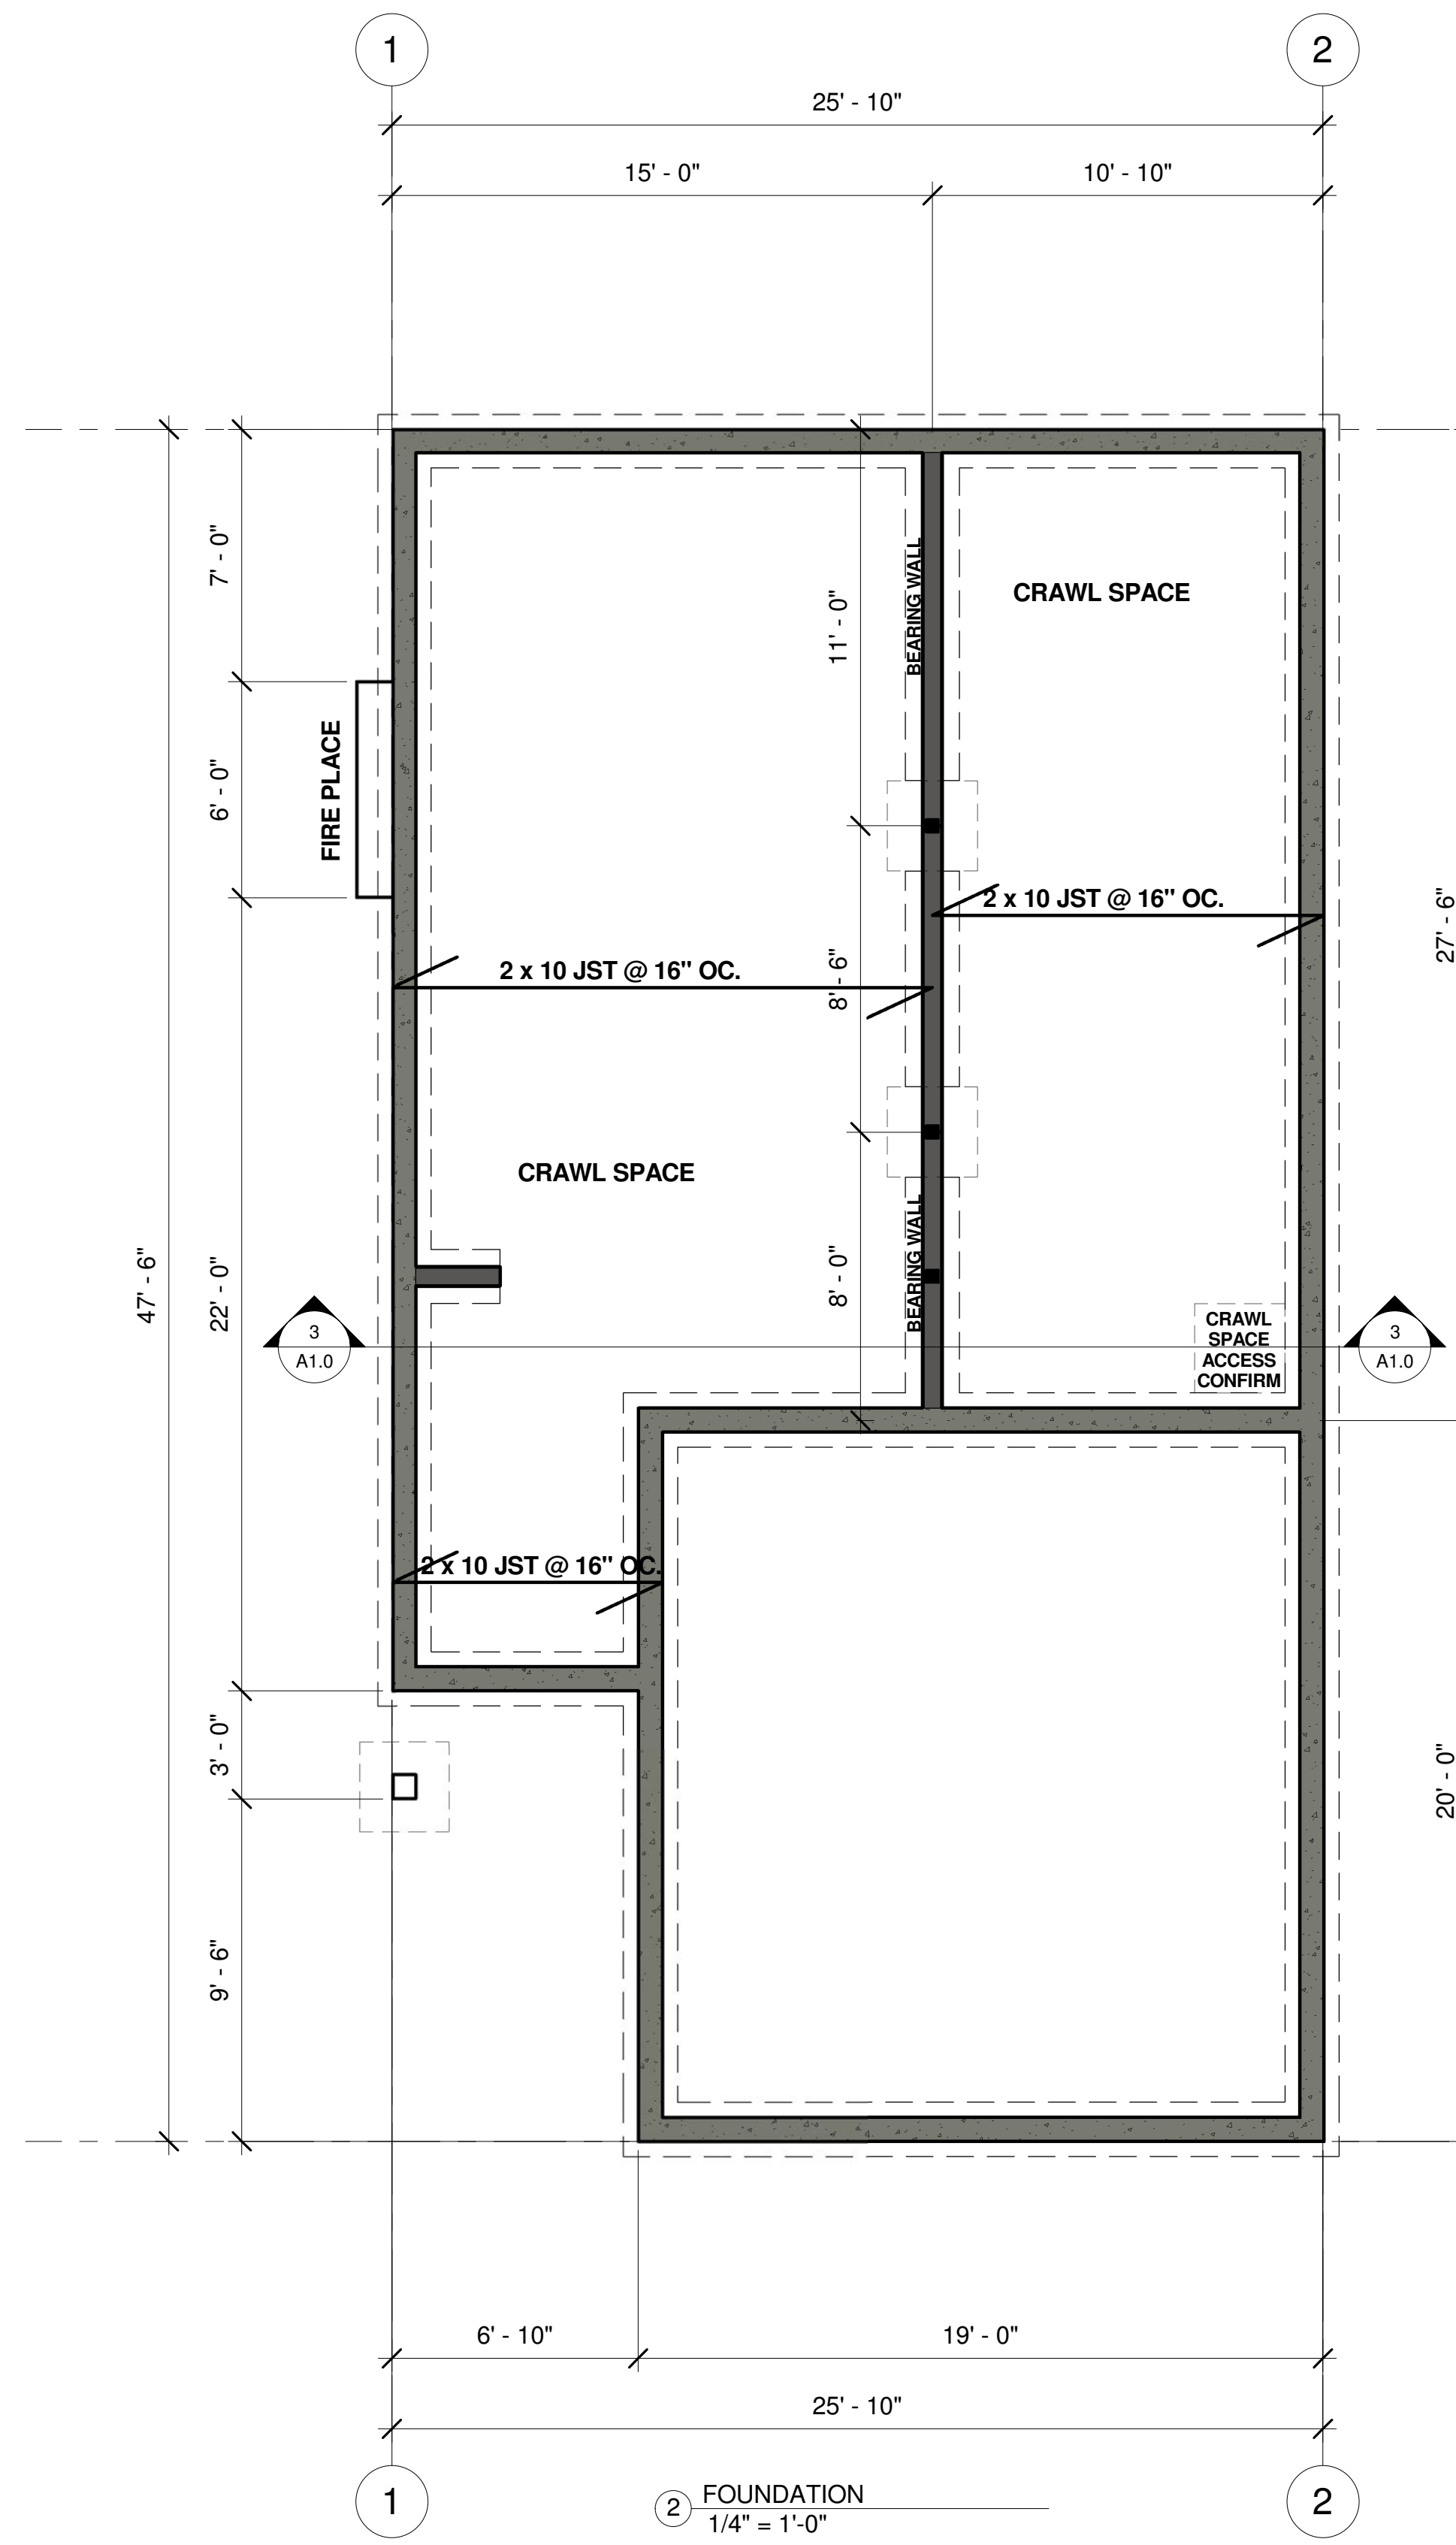 1
2
25' - 10"
15' - 0"
10' - 10"
7' - 0"
11' - 0"
BEARING WALL
CRAWL SPACE
6' - 0"
FIRE PLACE
2 x 10 JST @ 16" OC.
27' - 6"
2 x 10 JST @ 16" OC.
8' - 6"
CRAWL SPACE
47' - 6"
22' - 0"
8' - 0"
BEARING WALL
3
A1.0
CRAWL
SPACE
ACCESS
CONFIRM
3
A1.0
2 x 10 JST @ 16" OC.
3' - 0"
20' - 0"
9' - 6"
6' - 10"
19' - 0"
25' - 10"
1
2
2
FOUNDATION
1/4" = 1'-0"